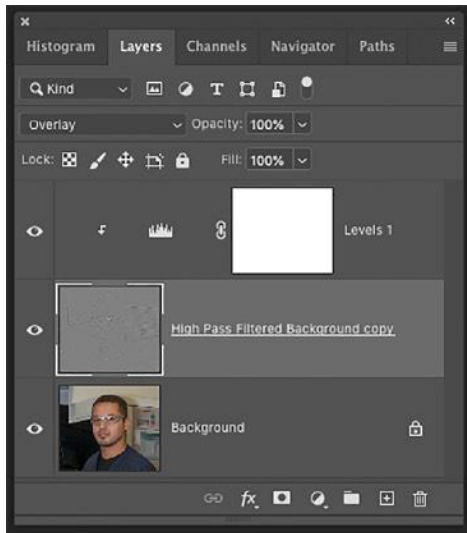 Histogram Layers Channels Navigator Paths
Kind
Overlay Opacity: 100%
Lock: Fill: 100%
Levels 1
High Pass Filtered Background copy
Background
fx